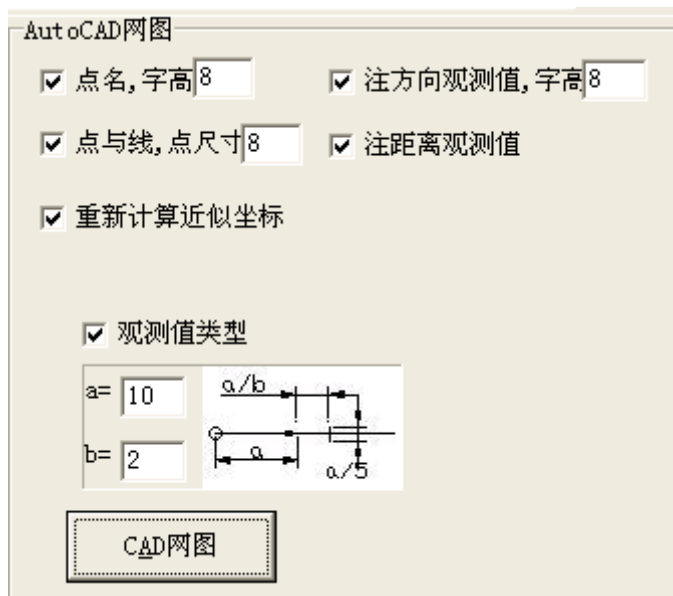 AutoCAD网图
点名,字高 8 注方向观测值,字高 8
点与线,点尺寸 8 注距离观测值
重新计算近似坐标
观测值类型
a= 10 a/b
a
b= 2 a/5
CAD网图